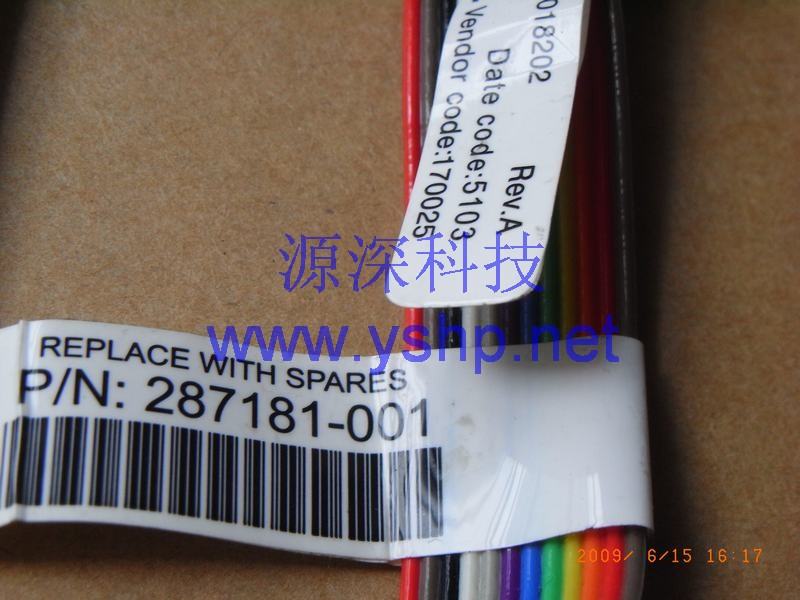 018202
Rev.A
Date code:5103
Vendor code:170025
源深科技
www.yshp.net
REPLACE WITH SPARES
P/N: 287181-001
2009/ 6/15 16:17